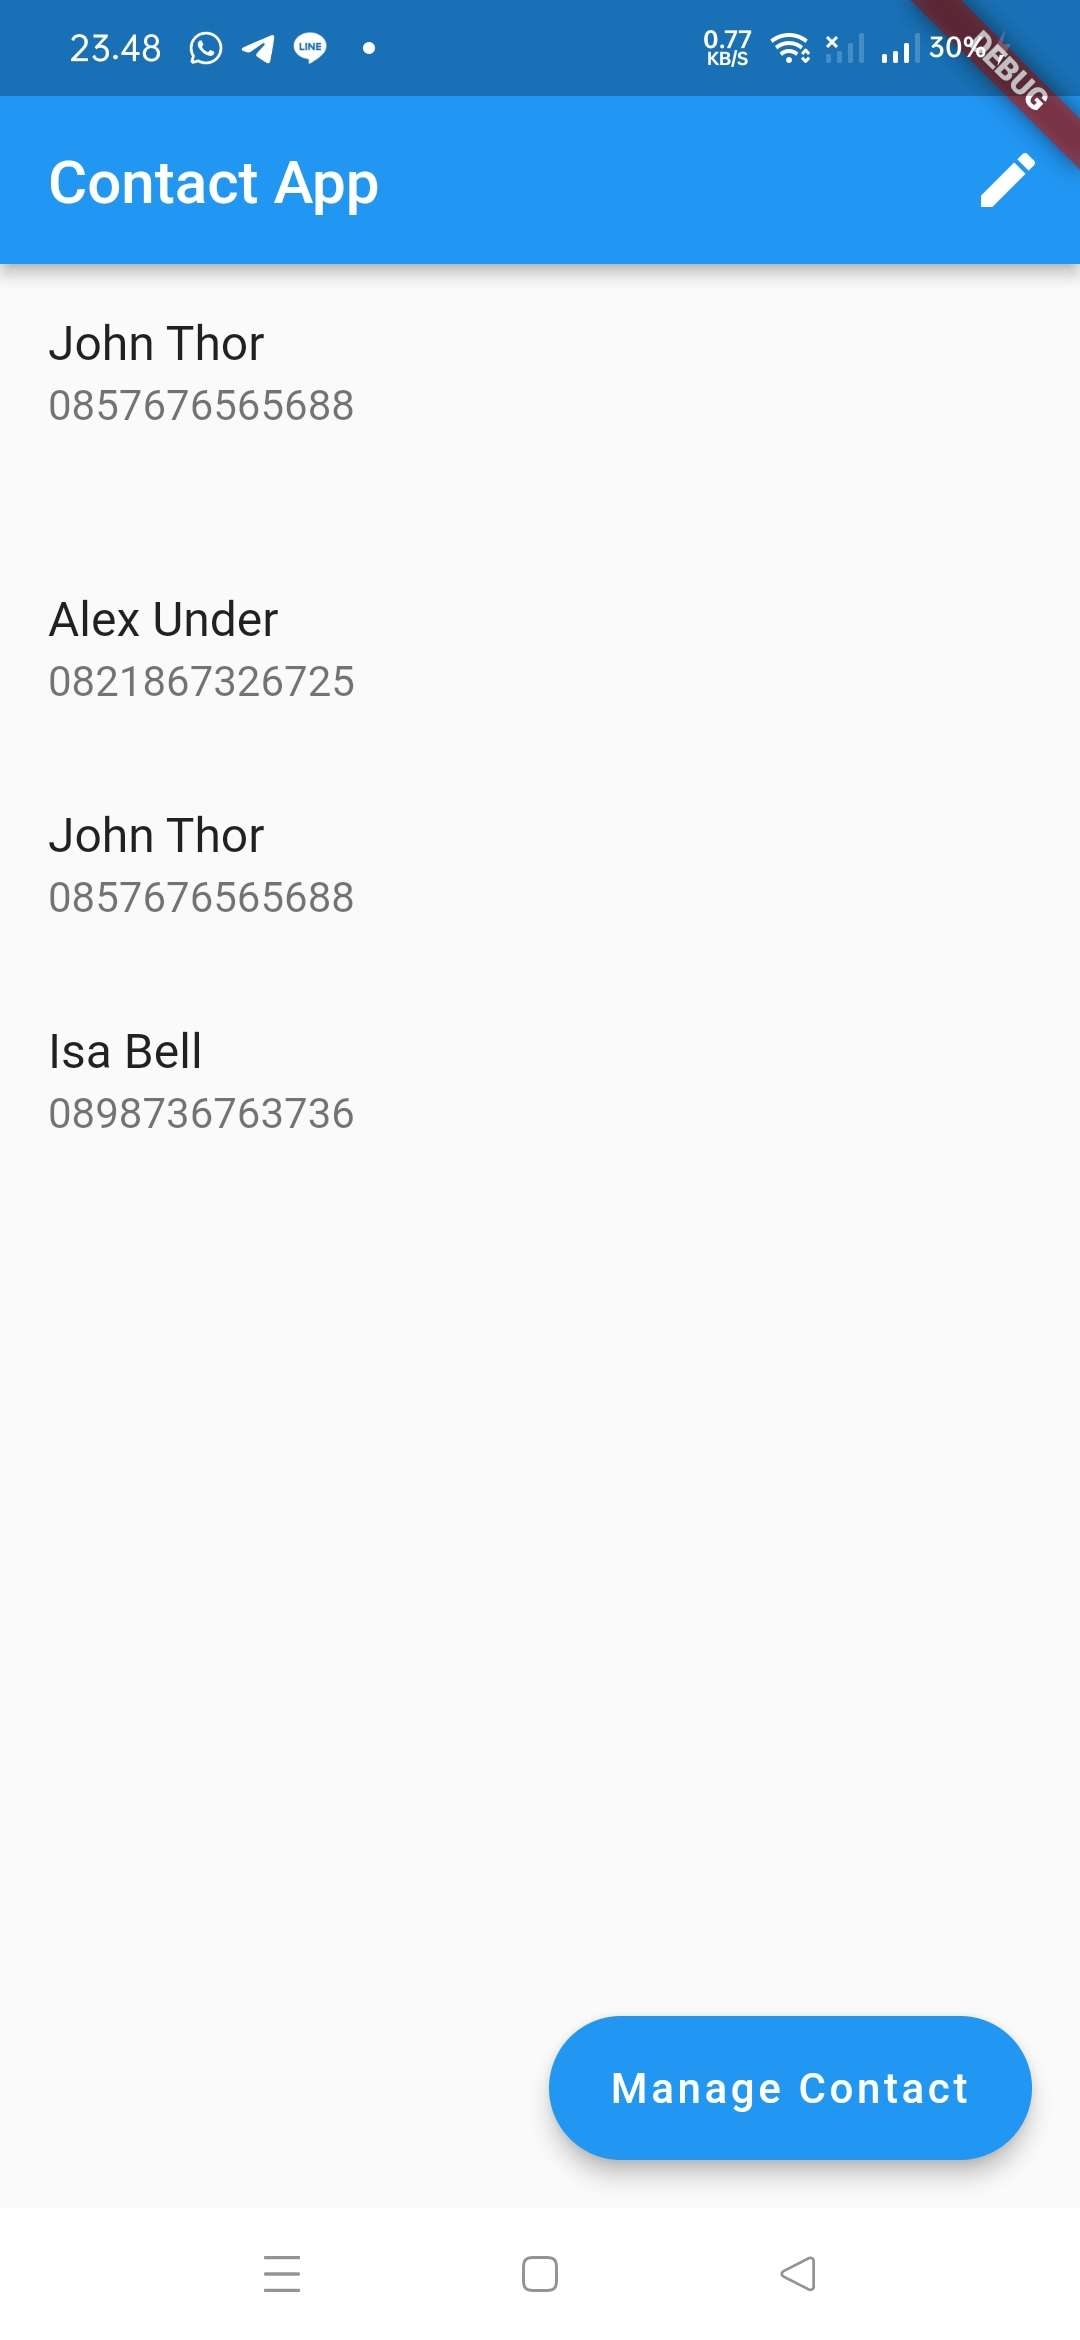 23.48 LINE 0.77 KB/S 30%
DEBUG
Contact App
John Thor
0857676565688
Alex Under
0821867326725
John Thor
0857676565688
Isa Bell
0898736763736
Manage Contact